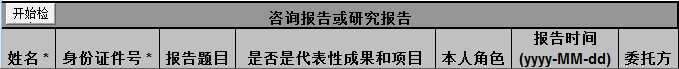 开始检
咨询报告或研究报告
姓名 * 身份证件号 * 报告题目 是否是代表性成果和项目 本人角色 报告时间 (yyyy-MM-dd) 委托方